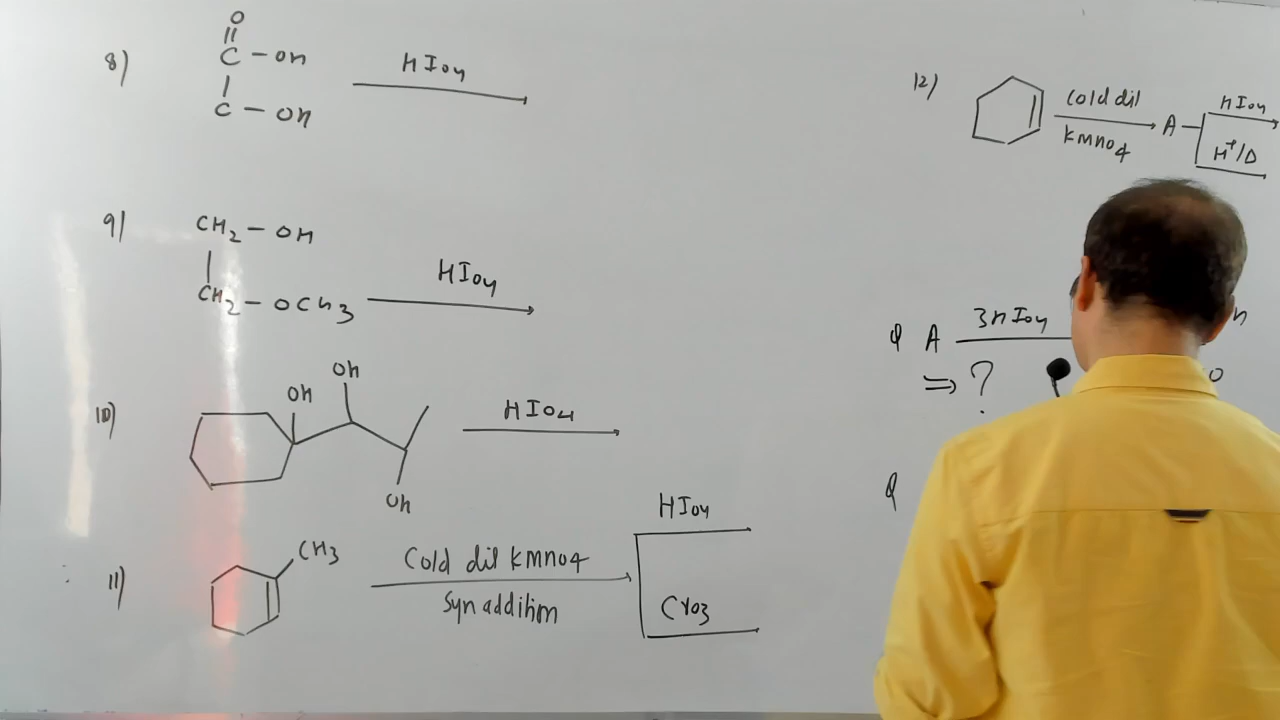 8)
O
||
C - OH
|
C - OH
HIO4
9)
CH2 - OH
|
CH2 - OCH3
HIO4
10)
OH
OH
OH
HIO4
11)
CH3
Cold dil KMnO4
Syn addition
HIO4
CrO3
12)
Cold dil
KMnO4
A
HIO4
H+/Δ
Q A
3HIO4
⇒ ?
Q